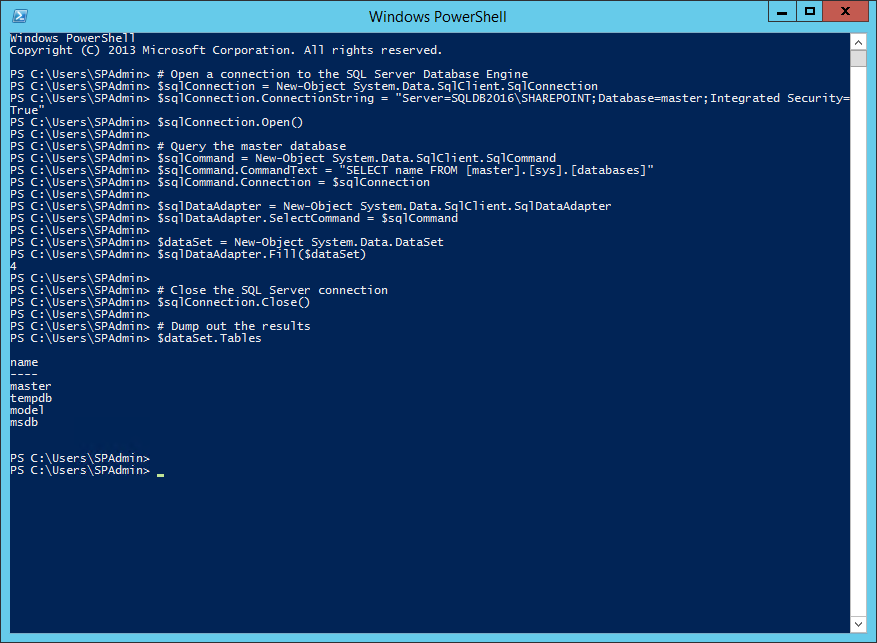 Windows PowerShell
Windows PowerShell
Copyright (C) 2013 Microsoft Corporation. All rights reserved.
PS C:\Users\SPAdmin> # Open a connection to the SQL Server Database Engine
PS C:\Users\SPAdmin> $sqlConnection = New-Object System.Data.SqlClient.SqlConnection
PS C:\Users\SPAdmin> $sqlConnection.ConnectionString = "Server=SQLDB2016\SHAREPOINT;Database=master;Integrated Security=
True"
PS C:\Users\SPAdmin> $sqlConnection.Open()
PS C:\Users\SPAdmin>
PS C:\Users\SPAdmin> # Query the master database
PS C:\Users\SPAdmin> $sqlCommand = New-Object System.Data.SqlClient.SqlCommand
PS C:\Users\SPAdmin> $sqlCommand.CommandText = "SELECT name FROM [master].[sys].[databases]"
PS C:\Users\SPAdmin> $sqlCommand.Connection = $sqlConnection
PS C:\Users\SPAdmin>
PS C:\Users\SPAdmin> $sqlDataAdapter = New-Object System.Data.SqlClient.SqlDataAdapter
PS C:\Users\SPAdmin> $sqlDataAdapter.SelectCommand = $sqlCommand
PS C:\Users\SPAdmin>
PS C:\Users\SPAdmin> $dataSet = New-Object System.Data.DataSet
PS C:\Users\SPAdmin> $sqlDataAdapter.Fill($dataSet)
4
PS C:\Users\SPAdmin>
PS C:\Users\SPAdmin> # Close the SQL Server connection
PS C:\Users\SPAdmin> $sqlConnection.Close()
PS C:\Users\SPAdmin>
PS C:\Users\SPAdmin> # Dump out the results
PS C:\Users\SPAdmin> $dataSet.Tables
name
----
master
tempdb
model
msdb
PS C:\Users\SPAdmin>
PS C:\Users\SPAdmin> _